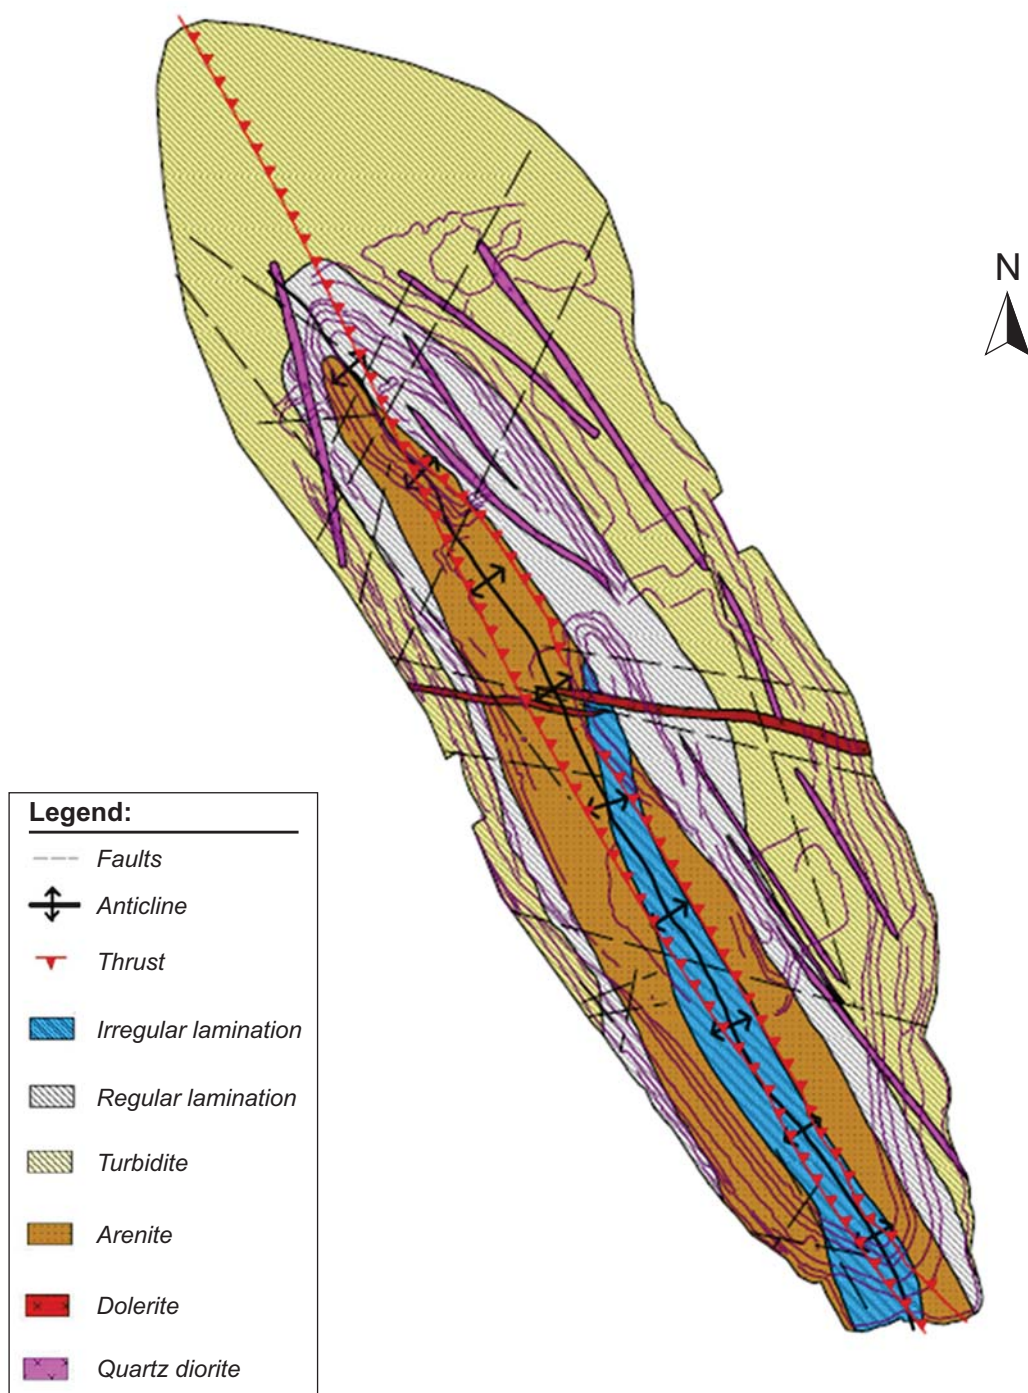 N
Legend:
Faults
Anticline
Thrust
Irregular lamination
Regular lamination
Turbidite
Arenite
Dolerite
Quartz diorite